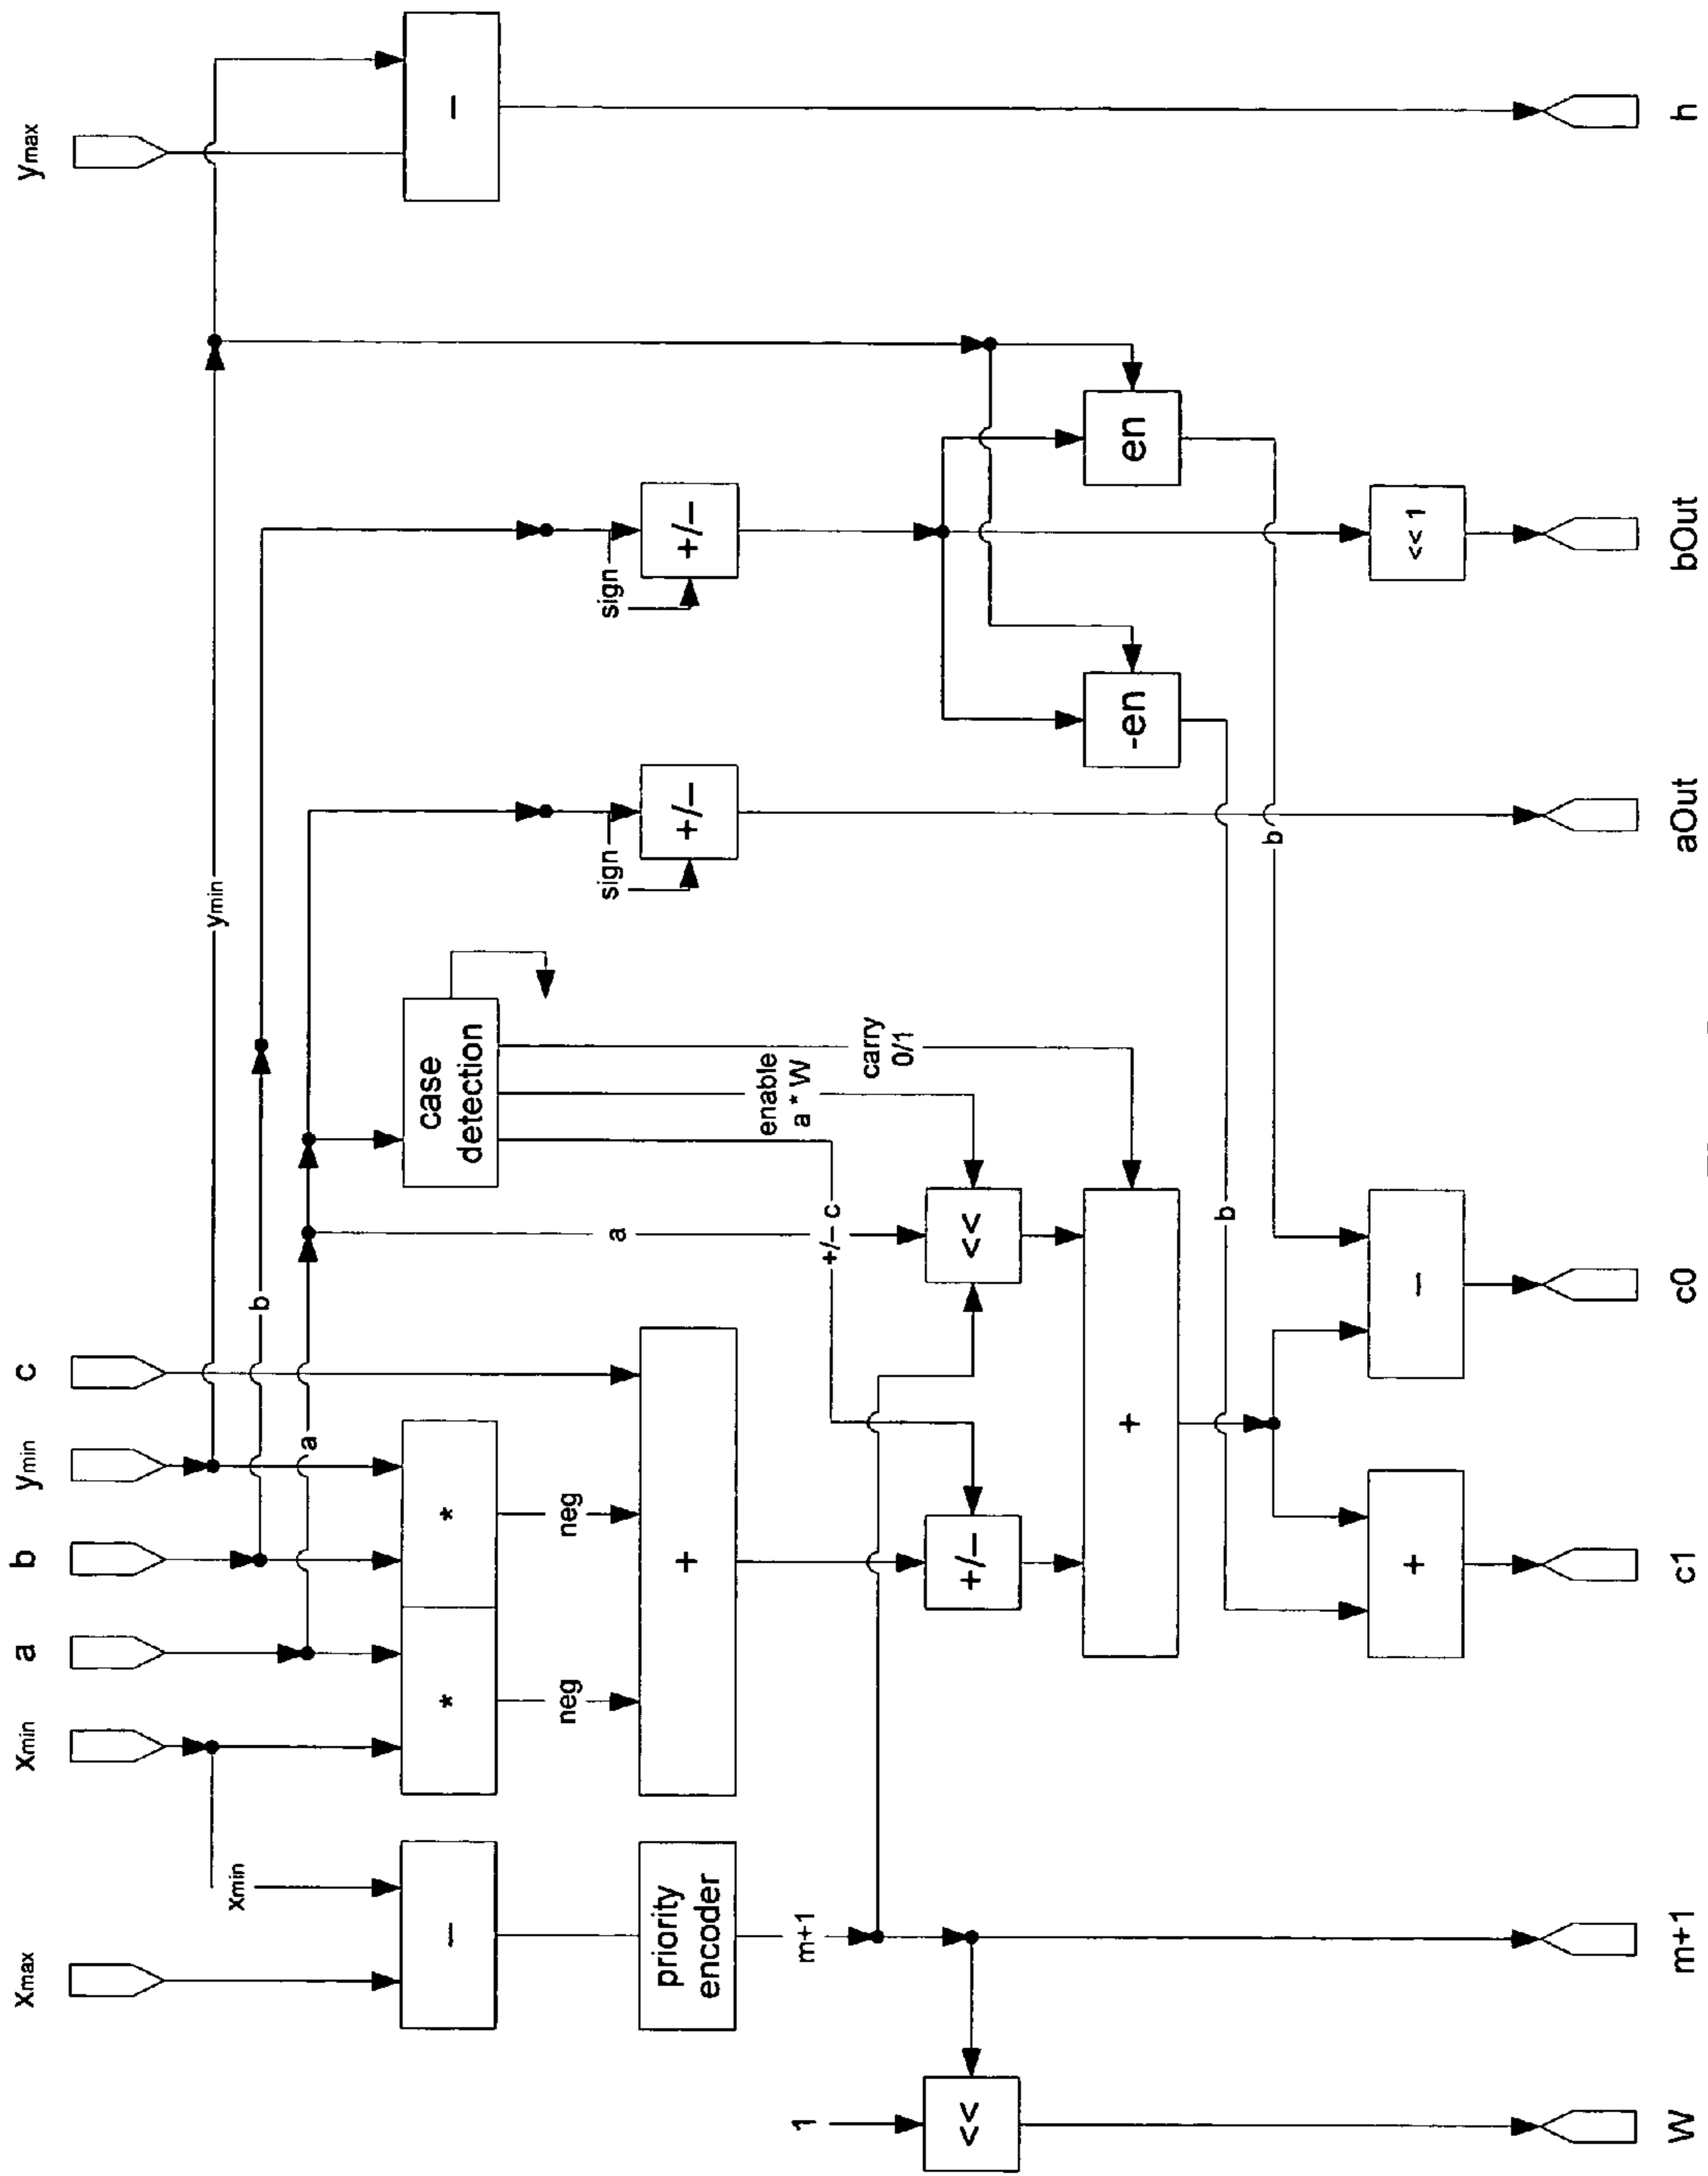 xmax
xmin
a
b
ymin
c
ymax
xmin
a
b
ymin
–
*
*
case
detection
–
neg
neg
sign
sign
priority
encoder
+
a
+/–
+/–
m+1
+/– c
enable
a * W
carry
0/1
1
<<
+/–
<<
+
-en
en
b
b
+
–
<< 1
W
m+1
c1
c0
aOut
bOut
h